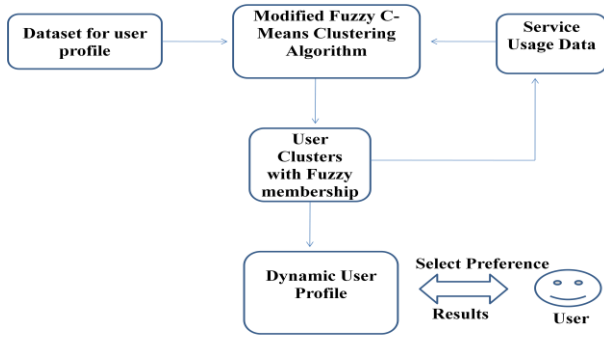 Dataset for user
profile
Modified Fuzzy C-
Means Clustering
Algorithm
Service
Usage Data
User
Clusters
with Fuzzy
membership
Dynamic User
Profile
Select Preference
Results
User